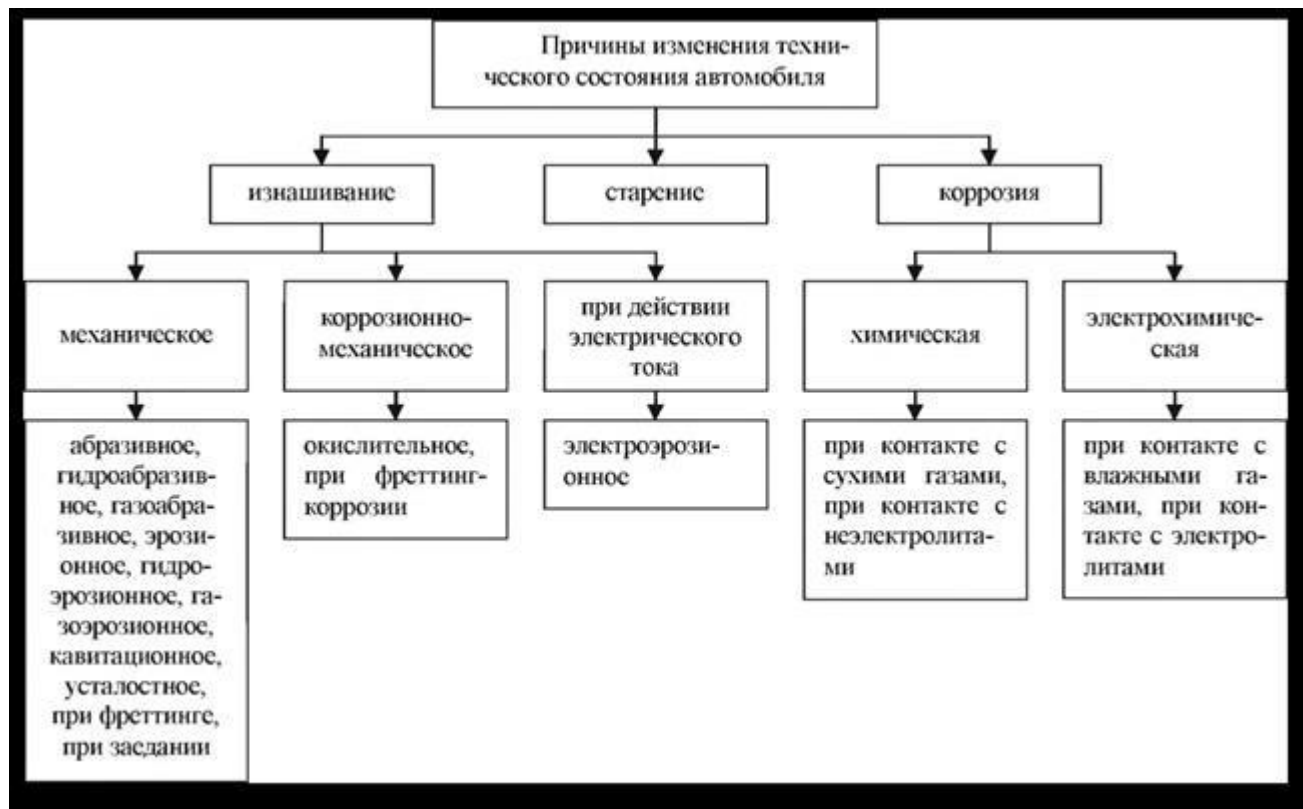 Причины изменения техни-
ческого состояния автомобиля
изнашивание
старение
коррозия
механическое
коррозионно-
механическое
при действии
электрического
тока
химическая
электрохимиче-
ская
абразивное,
гидроабразив-
ное, газоабра-
зивное, эрози-
онное, гидро-
эрозионное, га-
зоэрозионное,
кавитационное,
усталостное,
при фреттинге,
при заедании
окислительное,
при фреттинг-
коррозии
электроэрози-
онное
при контакте с
сухими газами,
при контакте с
неэлектролита-
ми
при контакте с
влажными га-
зами, при кон-
такте с электро-
литами